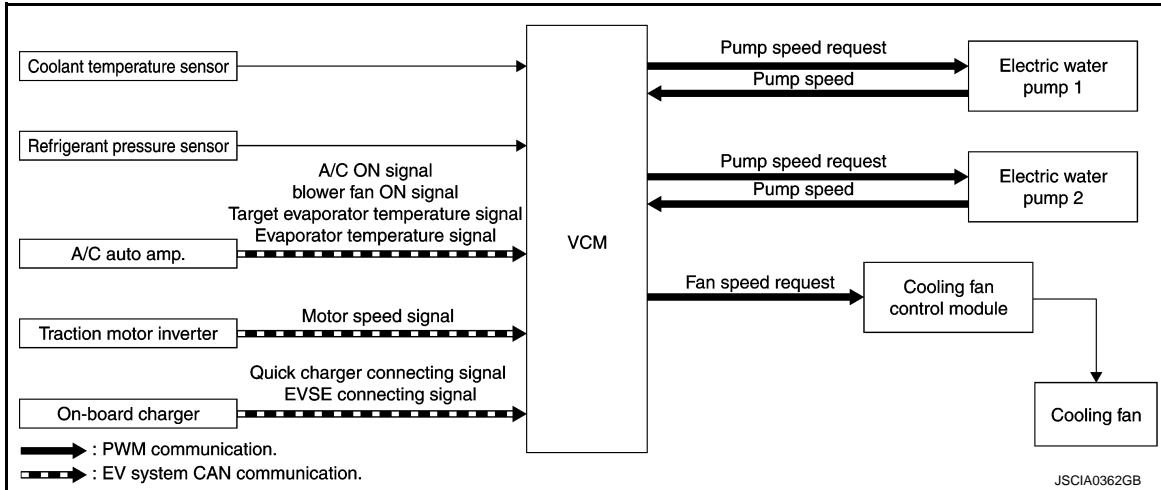 Coolant temperature sensor
Refrigerant pressure sensor
A/C ON signal
blower fan ON signal
Target evaporator temperature signal
Evaporator temperature signal
A/C auto amp.
Motor speed signal
Traction motor inverter
Quick charger connecting signal
EVSE connecting signal
On-board charger
: PWM communication.
: EV system CAN communication.
VCM
Pump speed request
Pump speed
Electric water
pump 1
Pump speed request
Pump speed
Electric water
pump 2
Fan speed request
Cooling fan
control module
Cooling fan
JSCIA0362GB